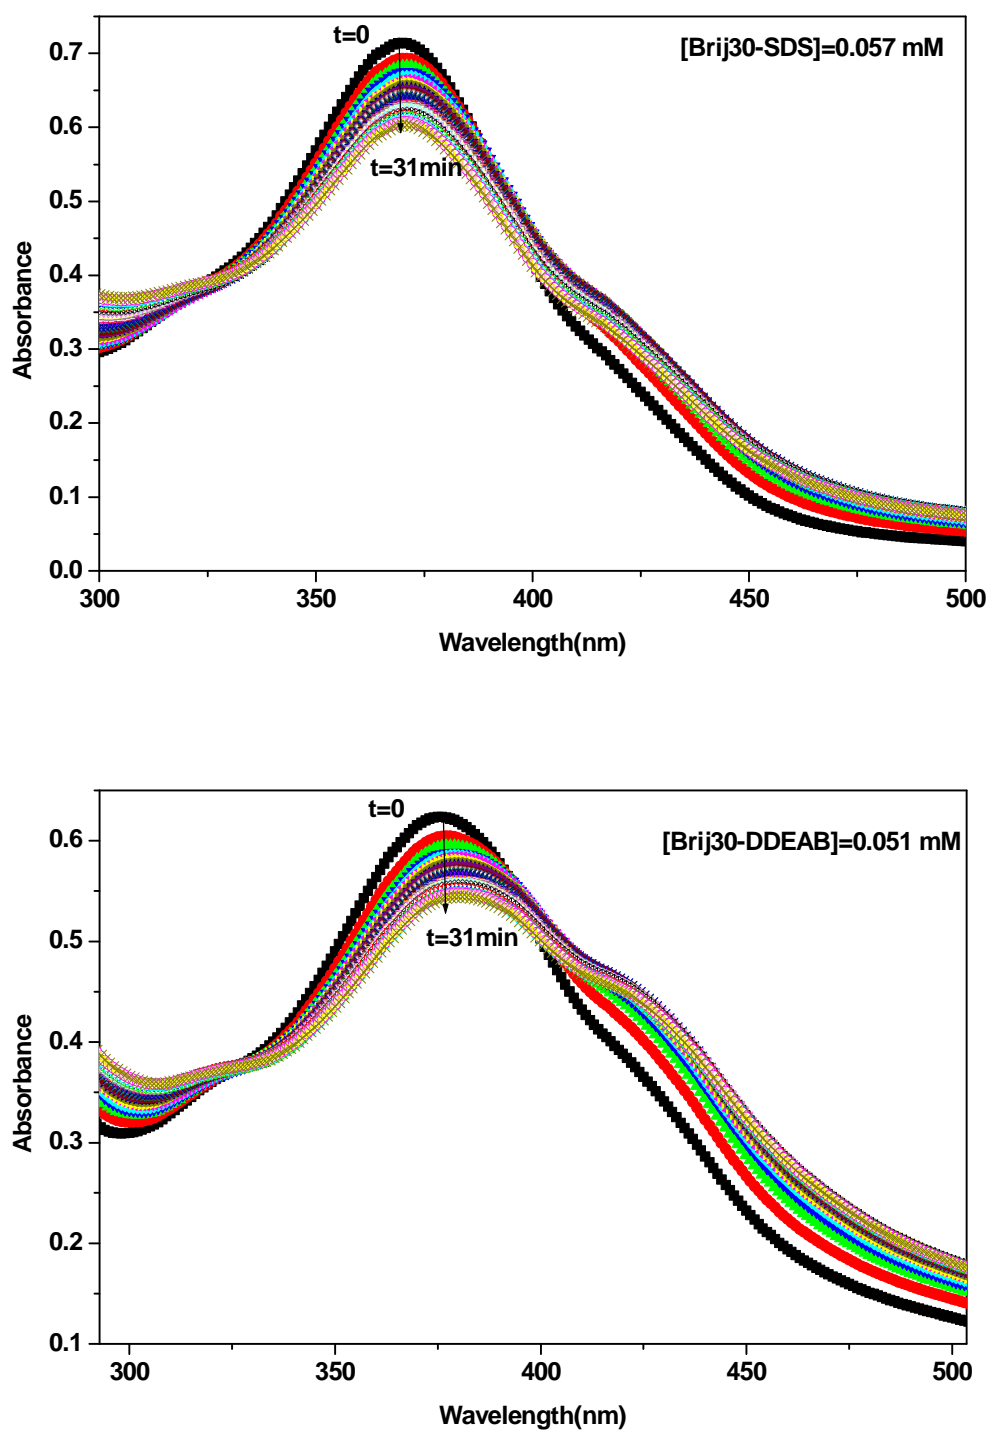 t=0
[Brij30-SDS]=0.057 mM
0.7
0.6
t=31min
0.5
0.4
0.3
0.2
0.1
0.0
Absorbance
300 350 400 450 500
Wavelength(nm)
t=0
[Brij30-DDEAB]=0.051 mM
0.6
t=31min
0.5
0.4
0.3
0.2
0.1
Absorbance
300 350 400 450 500
Wavelength(nm)